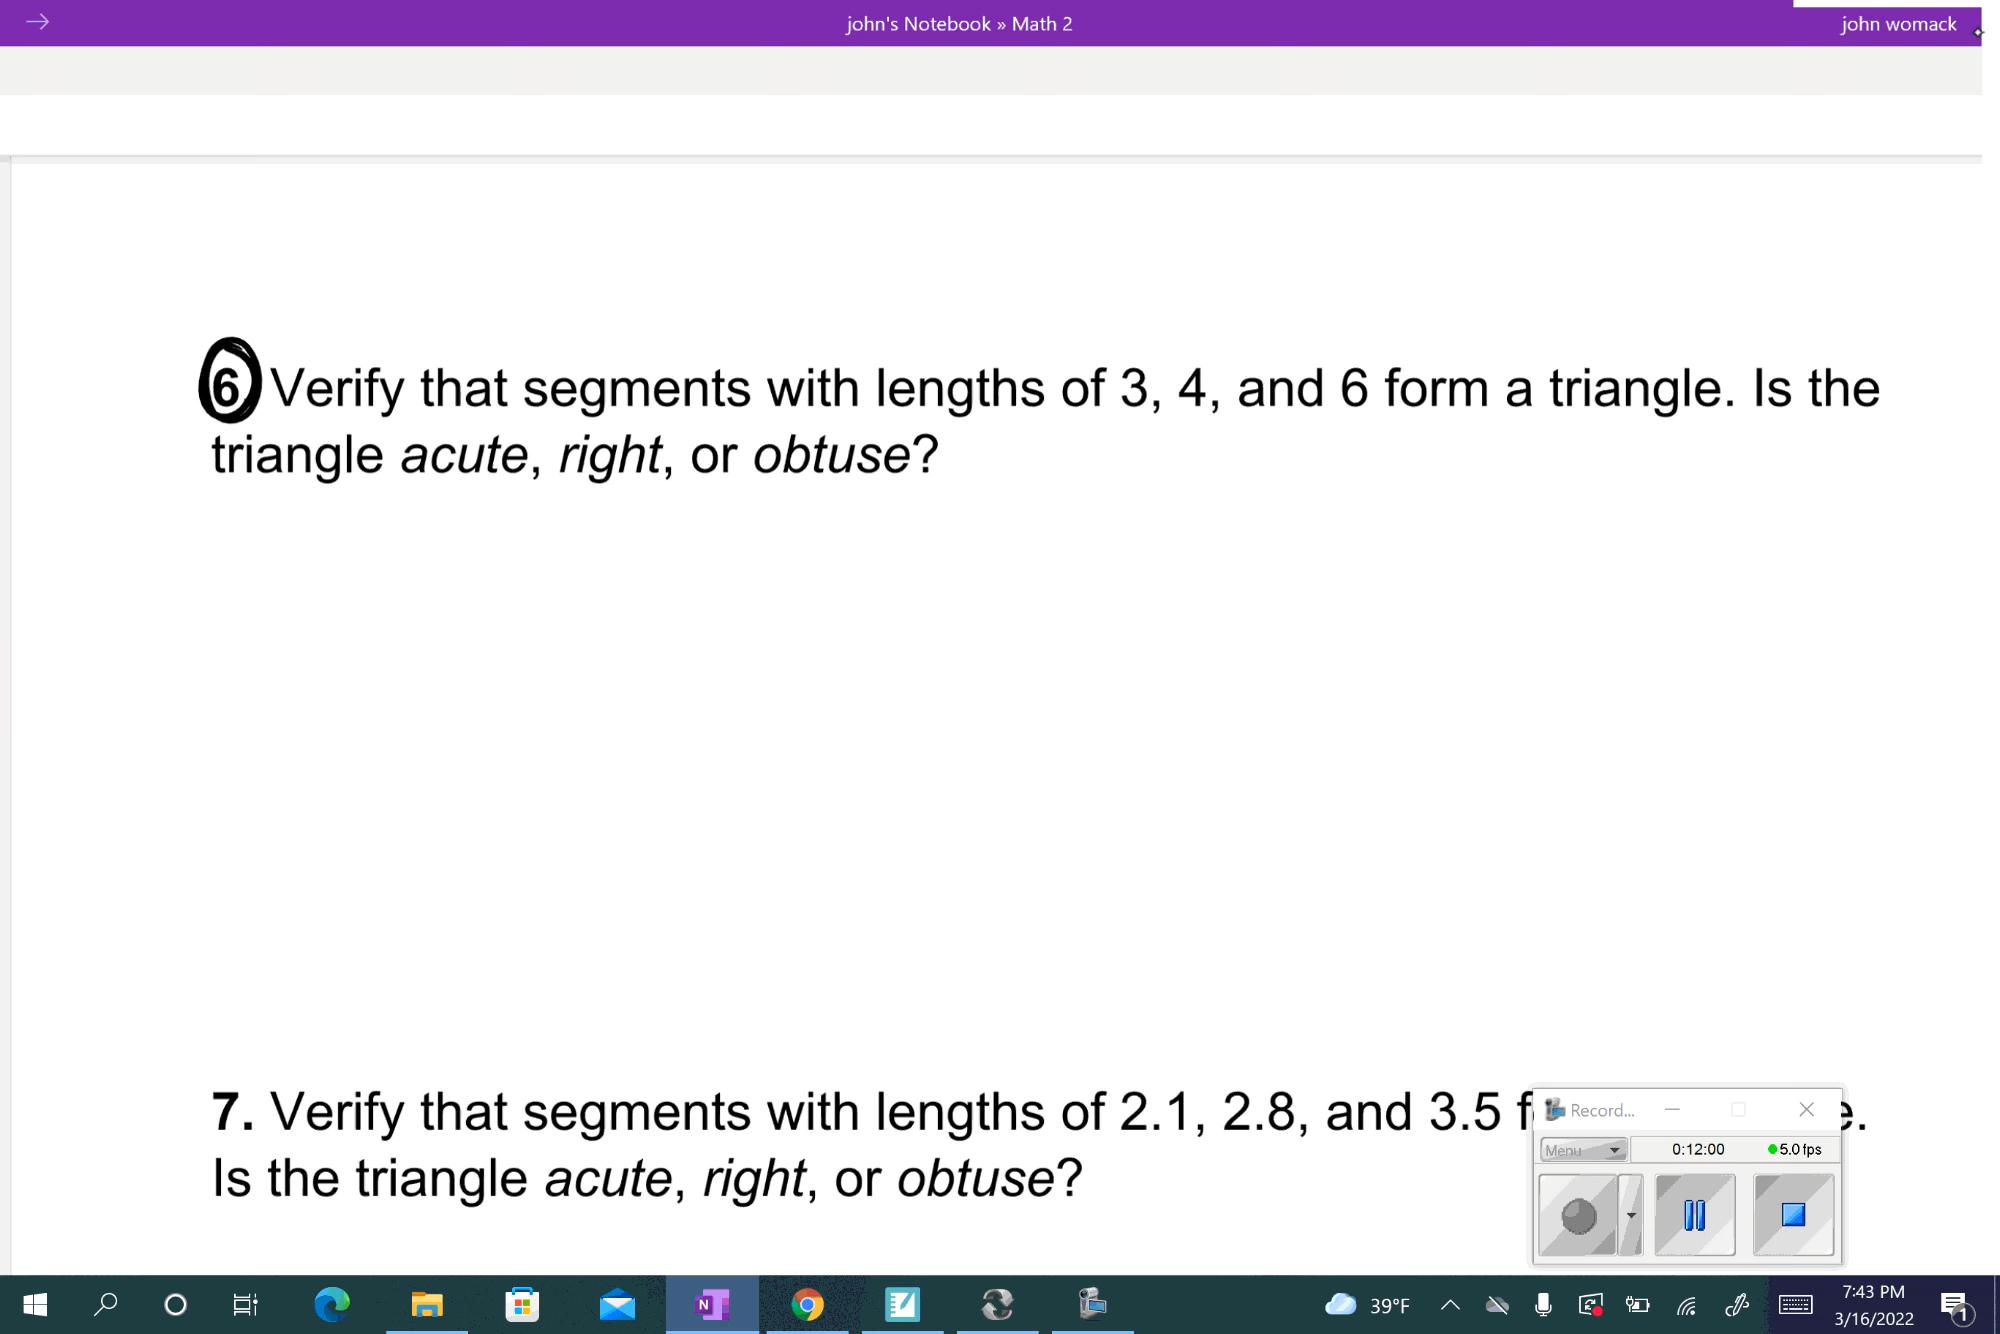 john's Notebook » Math 2
john womack
6 Verify that segments with lengths of 3, 4, and 6 form a triangle. Is the
triangle acute, right, or obtuse?
7. Verify that segments with lengths of 2.1, 2.8, and 3.5 f e.
Is the triangle acute, right, or obtuse?
Record...
Menu 0:12:00 5.0 fps
39°F
7:43 PM
3/16/2022
1